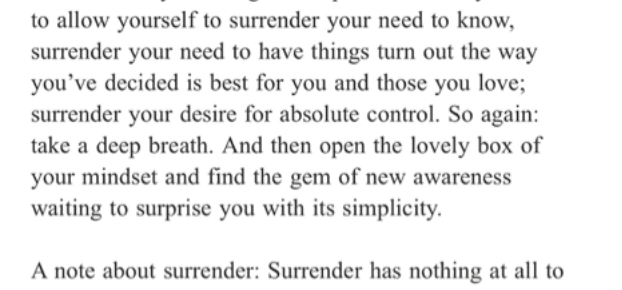 to allow yourself to surrender your need to know,
surrender your need to have things turn out the way
you’ve decided is best for you and those you love;
surrender your desire for absolute control. So again:
take a deep breath. And then open the lovely box of
your mindset and find the gem of new awareness
waiting to surprise you with its simplicity.
A note about surrender: Surrender has nothing at all to